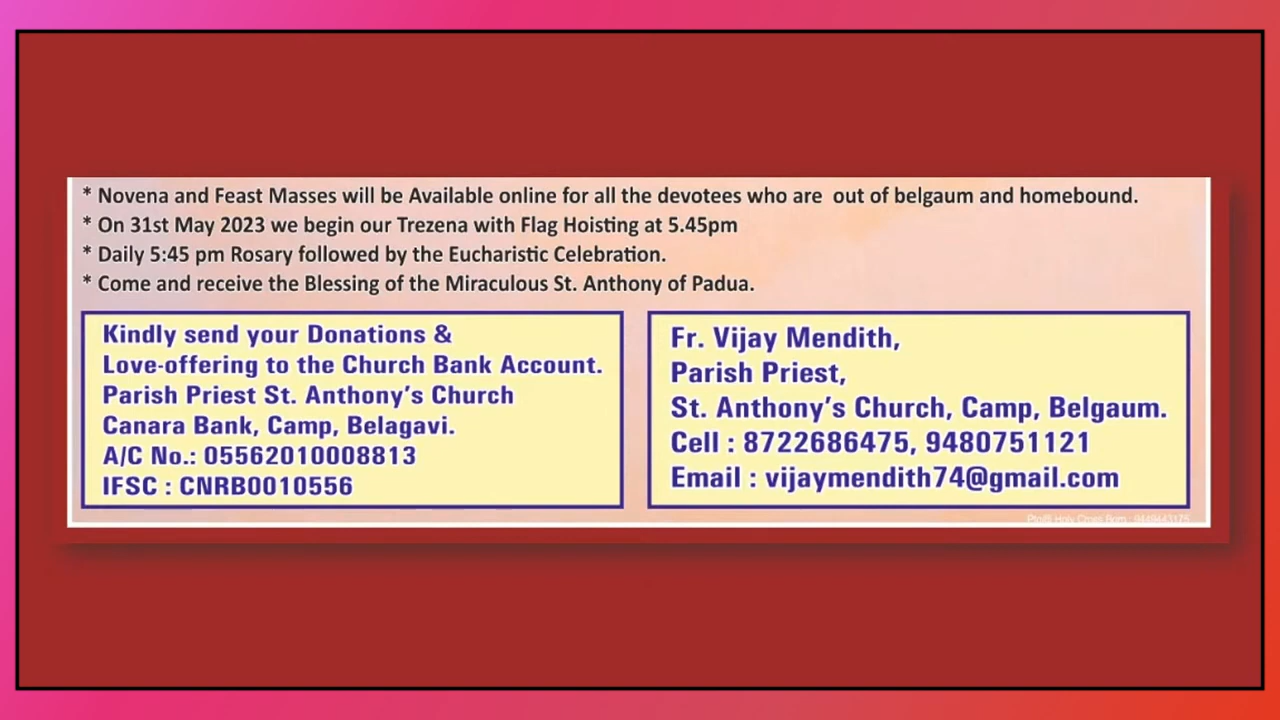 * Novena and Feast Masses will be Available online for all the devotees who are  out of belgaum and homebound.
* On 31st May 2023 we begin our Trezena with Flag Hoisting at 5.45pm
* Daily 5:45 pm Rosary followed by the Eucharistic Celebration.
* Come and receive the Blessing of the Miraculous St. Anthony of Padua.
Kindly send your Donations &
Love-offering to the Church Bank Account.
Parish Priest St. Anthony's Church
Canara Bank, Camp, Belagavi.
A/C No.: 05562010008813
IFSC : CNRB0010556
Fr. Vijay Mendith,
Parish Priest,
St. Anthony's Church, Camp, Belgaum.
Cell : 8722686475, 9480751121
Email : vijaymendith74@gmail.com
Holy Cross